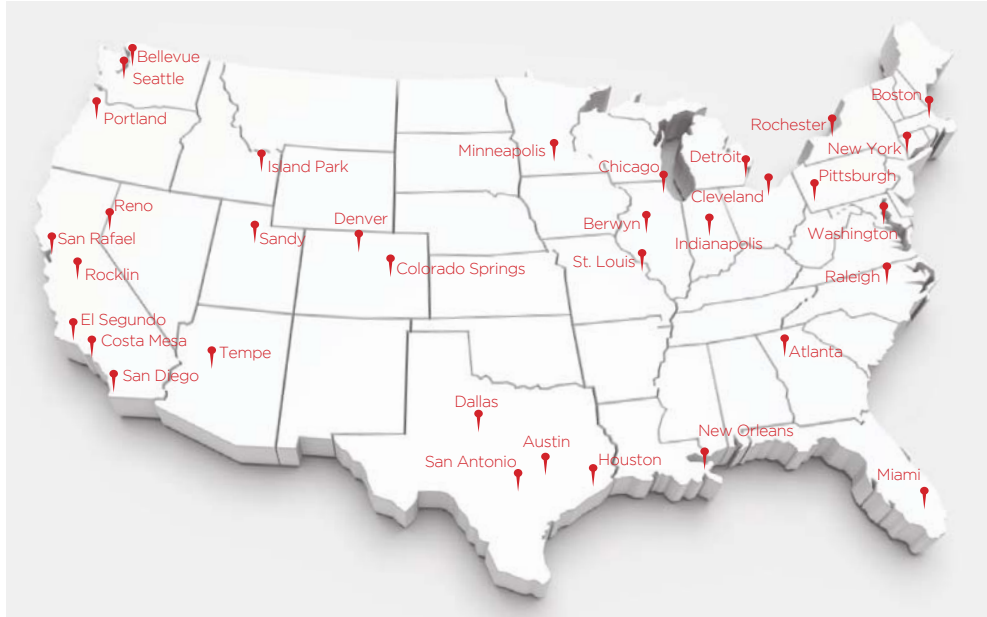 Bellevue
Seattle
Boston
Portland
Rochester
New York
Minneapolis
Island Park
Chicago
Detroit
Pittsburgh
Cleveland
Reno
Denver
Berwyn
San Rafael
Sandy
Indianapolis
Washington
Rocklin
Colorado Springs
St. Louis
Raleigh
El Segundo
Costa Mesa
Tempe
Atlanta
San Diego
Dallas
New Orleans
Austin
San Antonio
Houston
Miami